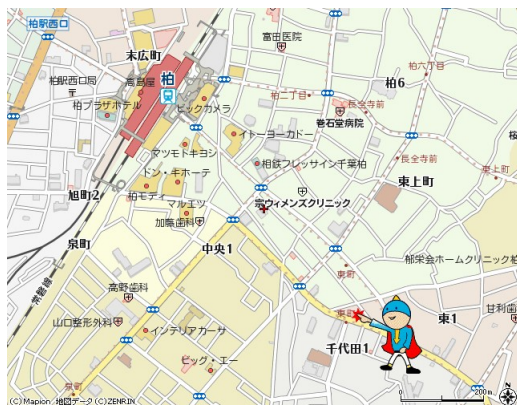 柏駅西口
末広町
富田医院
柏六丁目
柏駅西口局
高島屋
柏
柏プラザホテル
ビックカメラ
柏二丁目
柏6
長全寺前
巻石堂病院
イトーヨーカドー
マツモトキヨシ
相鉄フレッサイン千葉柏
長全寺前
桜
ドン・キホーテ
東上町
東上町
旭町2
柏モディ
マルエツ
宗ウィメンズクリニック
加藤歯科
泉町
中央1
東町
郁栄会ホームクリニック柏
常磐線
高野歯科
東町
東1
甘利歯
山口整形外科
インテリアカーサ
千代田1
ビッグ・エー
泉町
200m
(C)Mapion 地図データ(C)ZENRIN